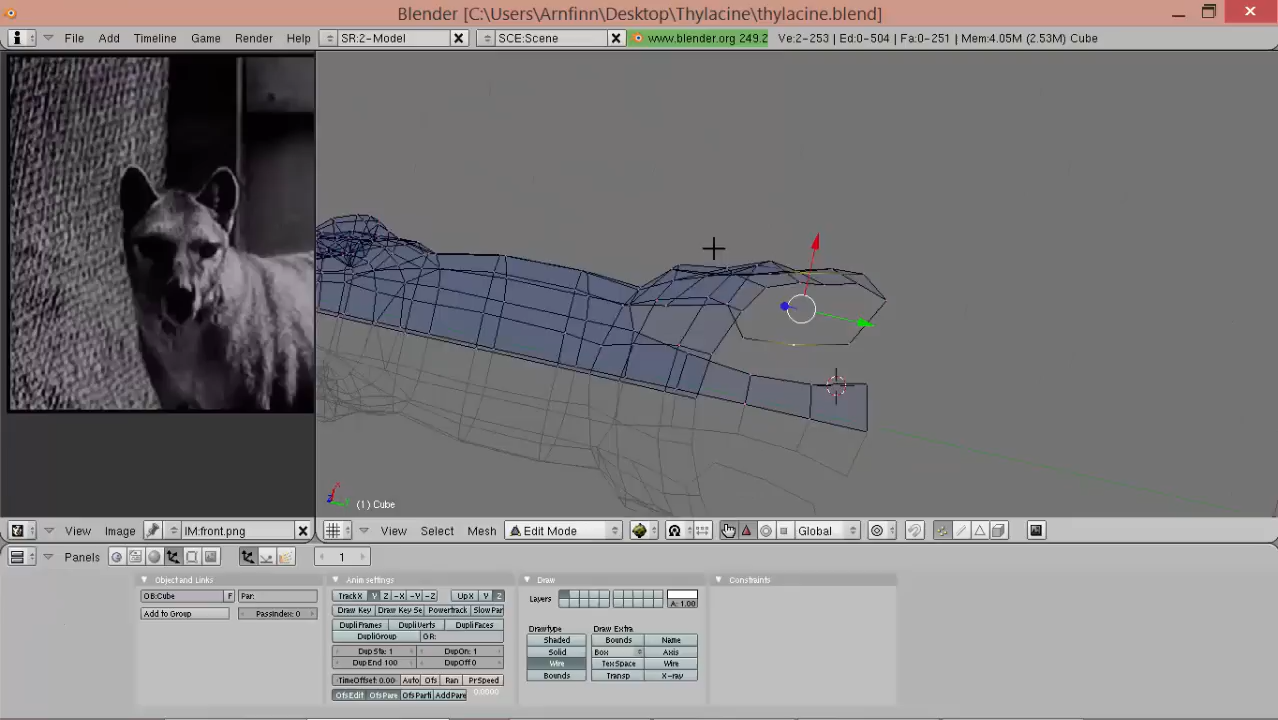 Blender [C:\Users\Arnfinn\Desktop\Thylacine\thylacine.blend]
File Add Timeline Game Render Help SR:2-Model SCE:Scene www.blender.org 249.2 Ve:2-253 | Ed:0-504 | Fa:0-251 | Mem:4.05M (2.53M) Cube
(1) Cube
View Image IM:front.png View Select Mesh Edit Mode Global
Panels 1
Object and Links Anim settings Draw Constraints
OB:Cube F Par:
Add to Group PassIndex: 0
TrackX Y Z -X -Y -Z UpX Y Z
Draw Key Draw Key Se Powertrack SlowPar
DupliFrames DupliVerts DupliFaces
DupliGroup GR:
DupSta: 1 DupOn: 1
DupEnd 100 DupOff 0
TimeOffset: 0.00 Auto Ofs Ran PrSpeed
OfsEdit OfsPare OfsParti AddPare 0.0000
Layers A: 1.00
Drawtype Draw Extra
Shaded Bounds Name
Solid Box Axis
Wire TexSpace Wire
Bounds Transp X-ray